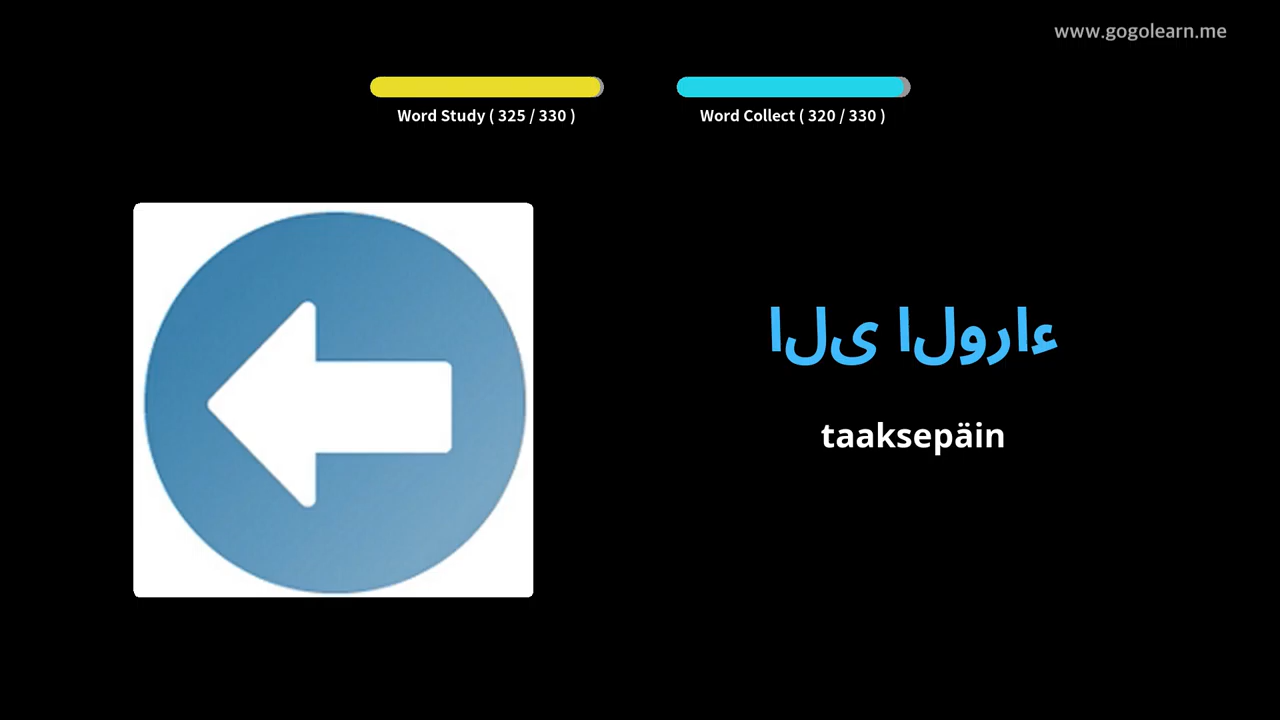 www.gogolearn.me
Word Study ( 325 / 330 )
Word Collect ( 320 / 330 )
الى الوراء
taaksepäin